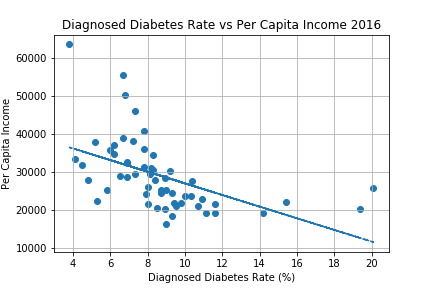 Diagnosed Diabetes Rate vs Per Capita Income 2016
60000
50000
40000
30000
20000
10000
Per Capita Income
4 6 8 10 12 14 16 18 20
Diagnosed Diabetes Rate (%)